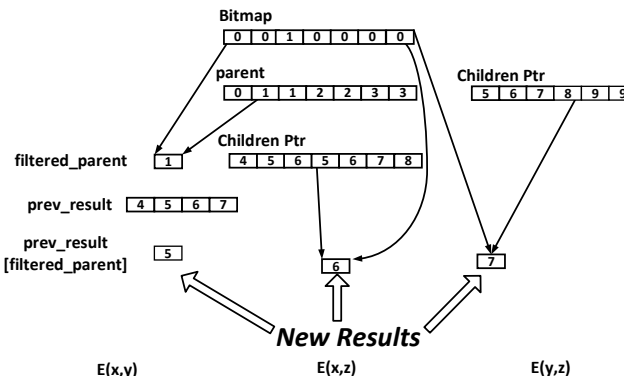 Bitmap
0 0 1 0 0 0 0
parent
0 1 1 2 2 3 3
Children Ptr
5 6 7 8 9 9
Children Ptr
4 5 6 5 6 7 8
filtered_parent
1
prev_result
4 5 6 7
prev_result
[filtered_parent]
5
6
7
New Results
E(x,y)
E(x,z)
E(y,z)